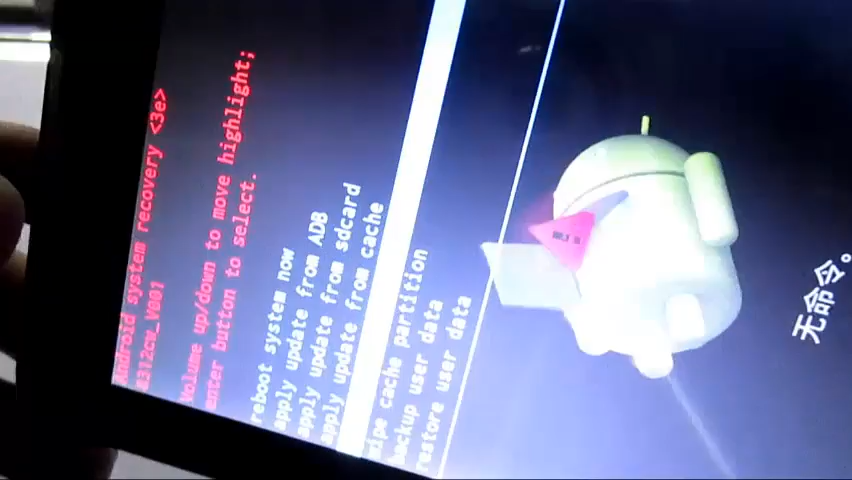 Android system recovery <3e>
Volume up/down to move highlight;
enter button to select.
reboot system now
apply update from ADB
apply update from sdcard
apply update from cache
wipe cache partition
backup user data
restore user data
无命令。